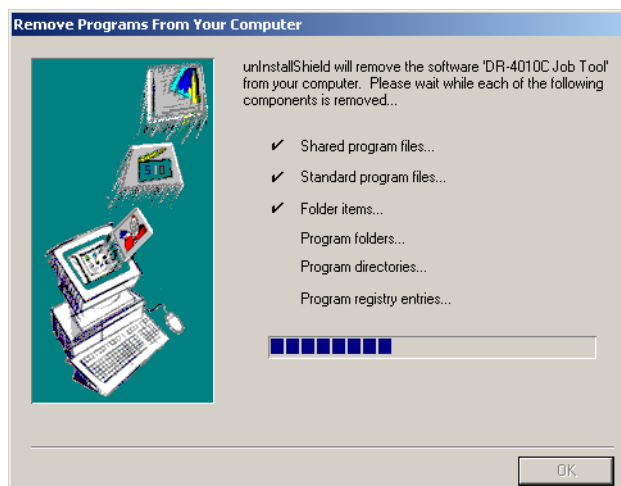 Remove Programs From Your Computer
unInstallShield will remove the software 'DR-4010C Job Tool'
from your computer. Please wait while each of the following
components is removed...
✔ Shared program files...
✔ Standard program files...
✔ Folder items...
Program folders...
Program directories...
Program registry entries...
510
OK